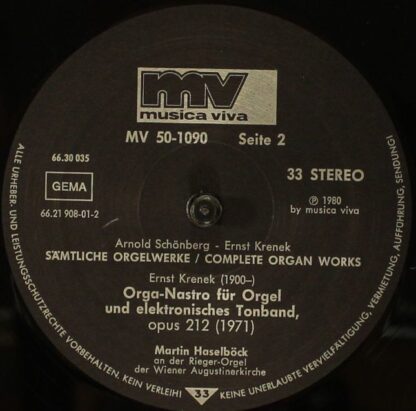 mv
musica viva
MV 50-1090 Seite 2
66.30 035
33 STEREO
GEMA
℗ 1980
by musica viva
66.21 908-01-2
Arnold Schönberg - Ernst Krenek
SÄMTLICHE ORGELWERKE / COMPLETE ORGAN WORKS
Ernst Krenek (1900-)
Orga-Nastro für Orgel
und elektronisches Tonband,
opus 212 (1971)
Martin Haselböck
an der Rieger-Orgel
der Wiener Augustinerkirche
ALLE URHEBER- UND LEISTUNGSSCHUTZRECHTE VORBEHALTEN. KEIN VERLEIH! 33 KEINE UNERLAUBTE VERVIELFÄLTIGUNG, VERMIETUNG, AUFFÜHRUNG, SENDUNG!